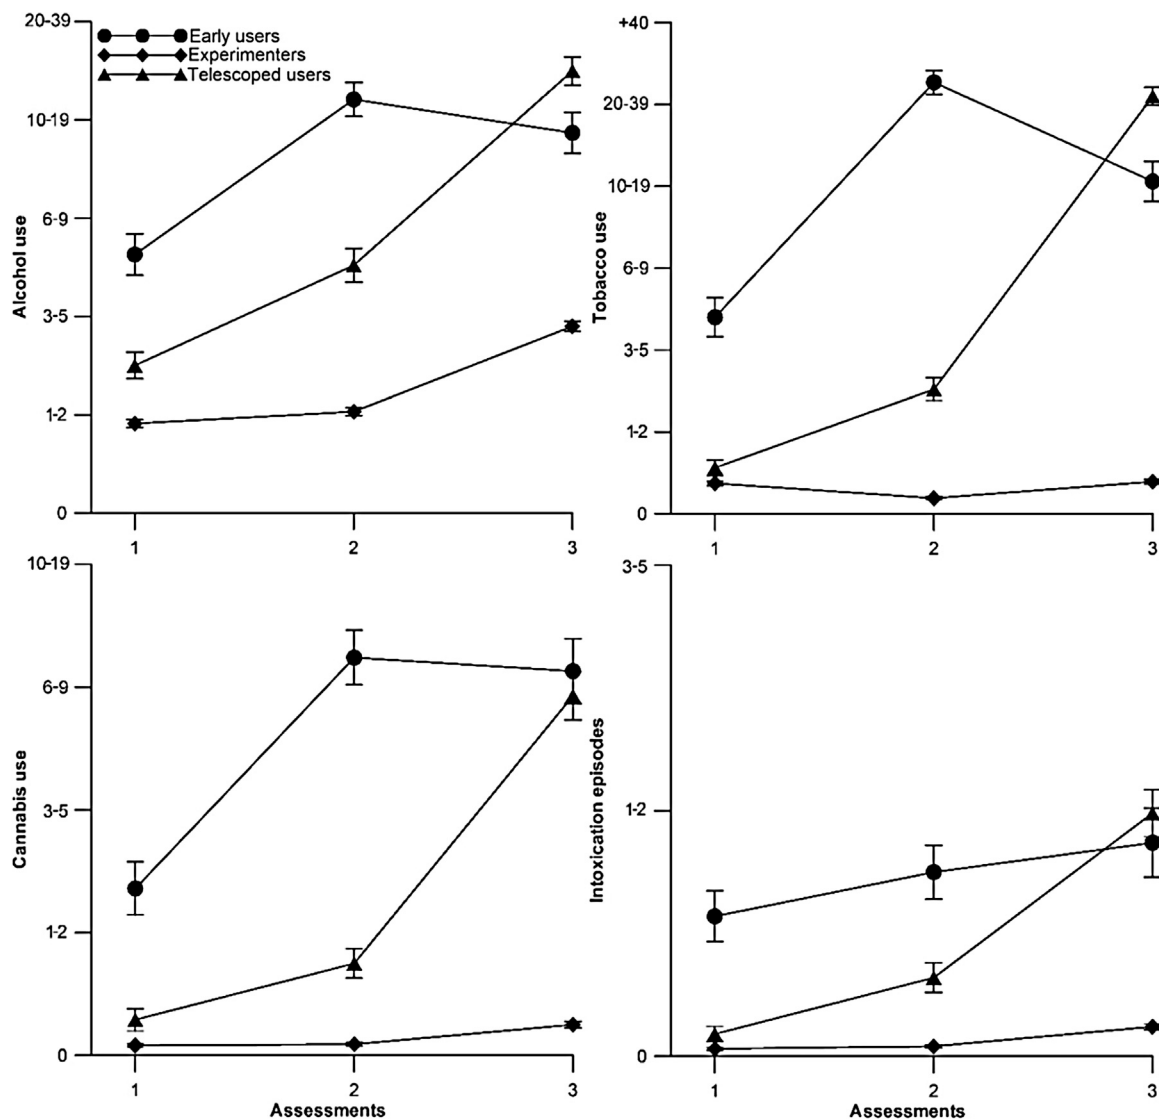 20-39
10-19
6-9
3-5
1-2
0
Alcohol use
Early users
Experimenters
Telescoped users
1 2 3
+40
20-39
10-19
6-9
3-5
1-2
0
Tobacco use
1 2 3
10-19
6-9
3-5
1-2
0
Cannabis use
1 2 3
Assessments
3-5
1-2
0
Intoxication episodes
1 2 3
Assessments